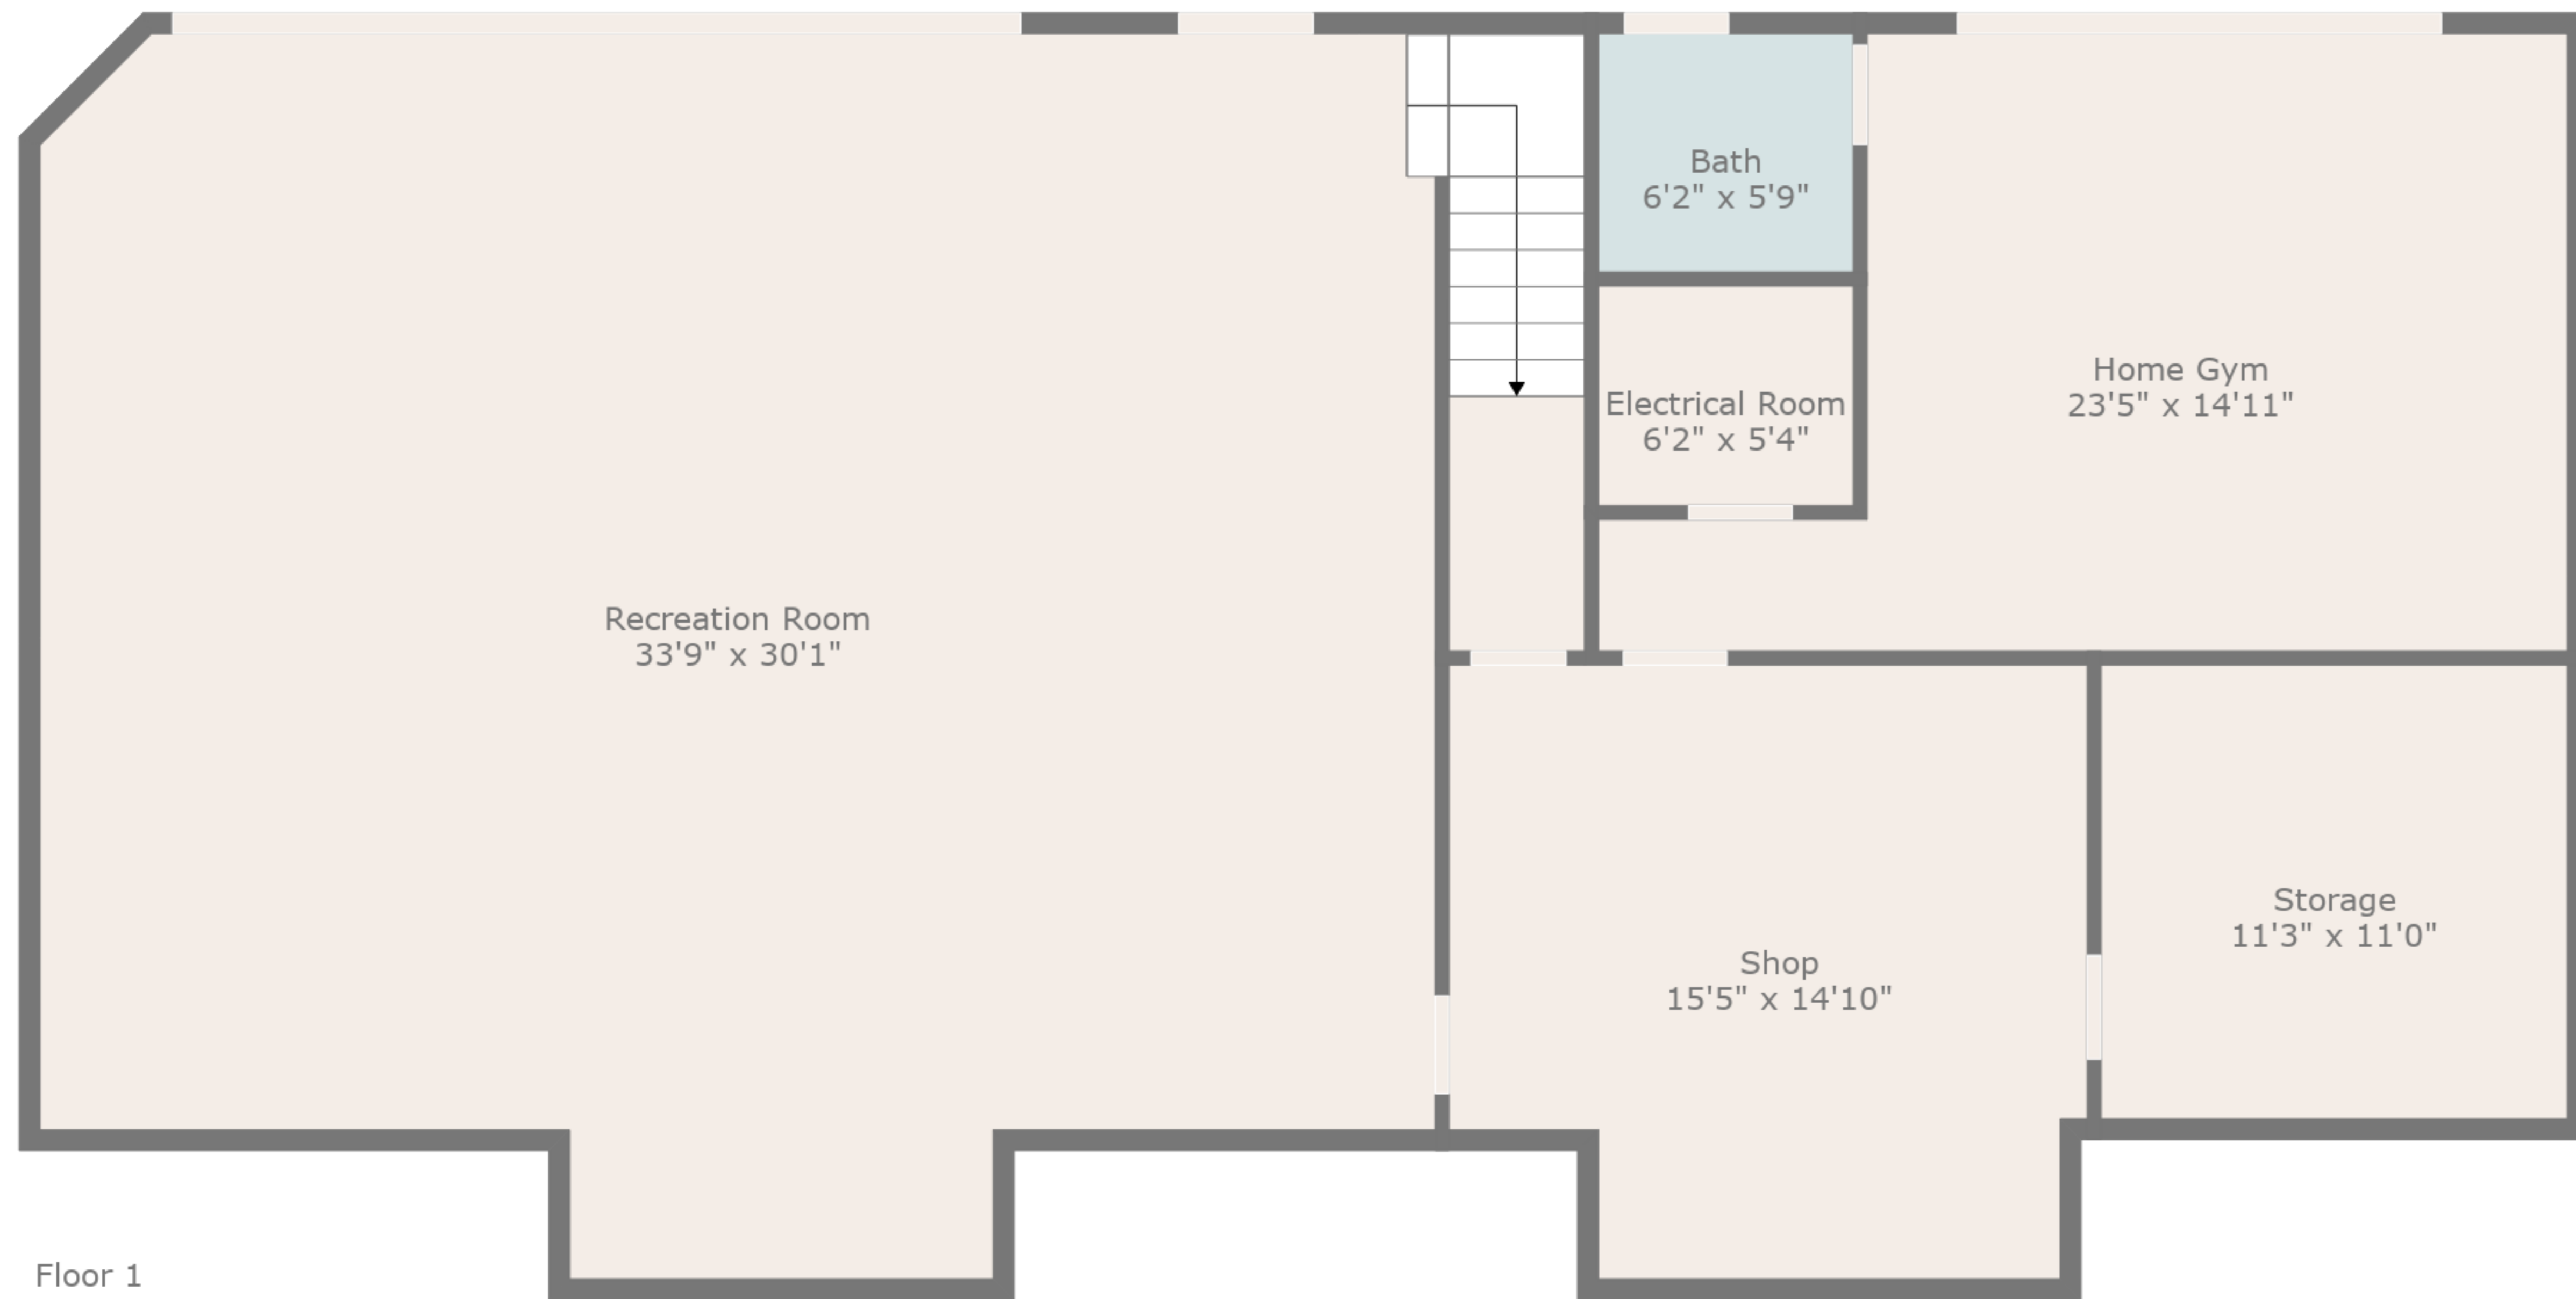 Bath
6'2" x 5'9"
Home Gym
23'5" x 14'11"
Electrical Room
6'2" x 5'4"
Recreation Room
33'9" x 30'1"
Storage
11'3" x 11'0"
Shop
15'5" x 14'10"
Floor 1